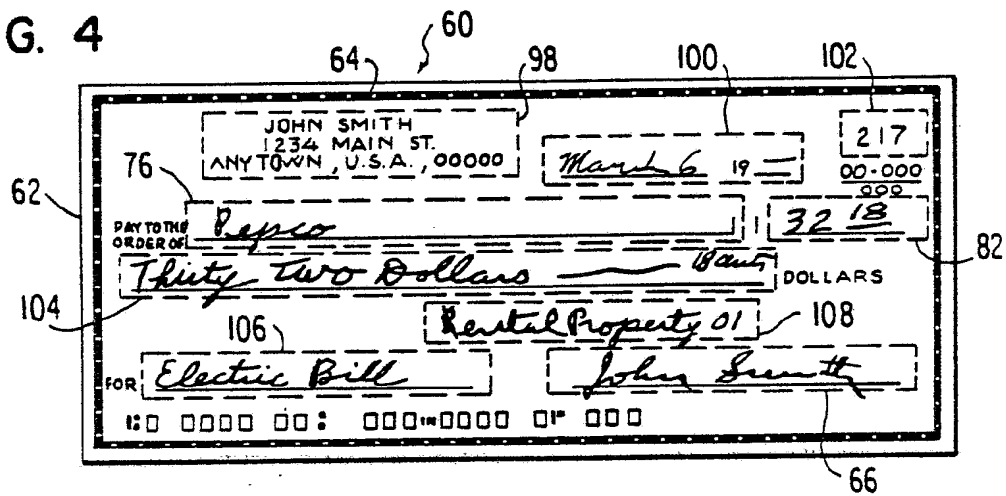 G. 4
60
64
98
100
102
JOHN SMITH
1234 MAIN ST.
ANYTOWN, U.S.A., 00000
March 6 19
217
00-000
000
76
62
PAY TO THE
ORDER OF
Pepco
32 18
82
Thirty Two Dollars 18 cents DOLLARS
104
Rental Property 01
108
106
FOR Electric Bill
John Smith
66